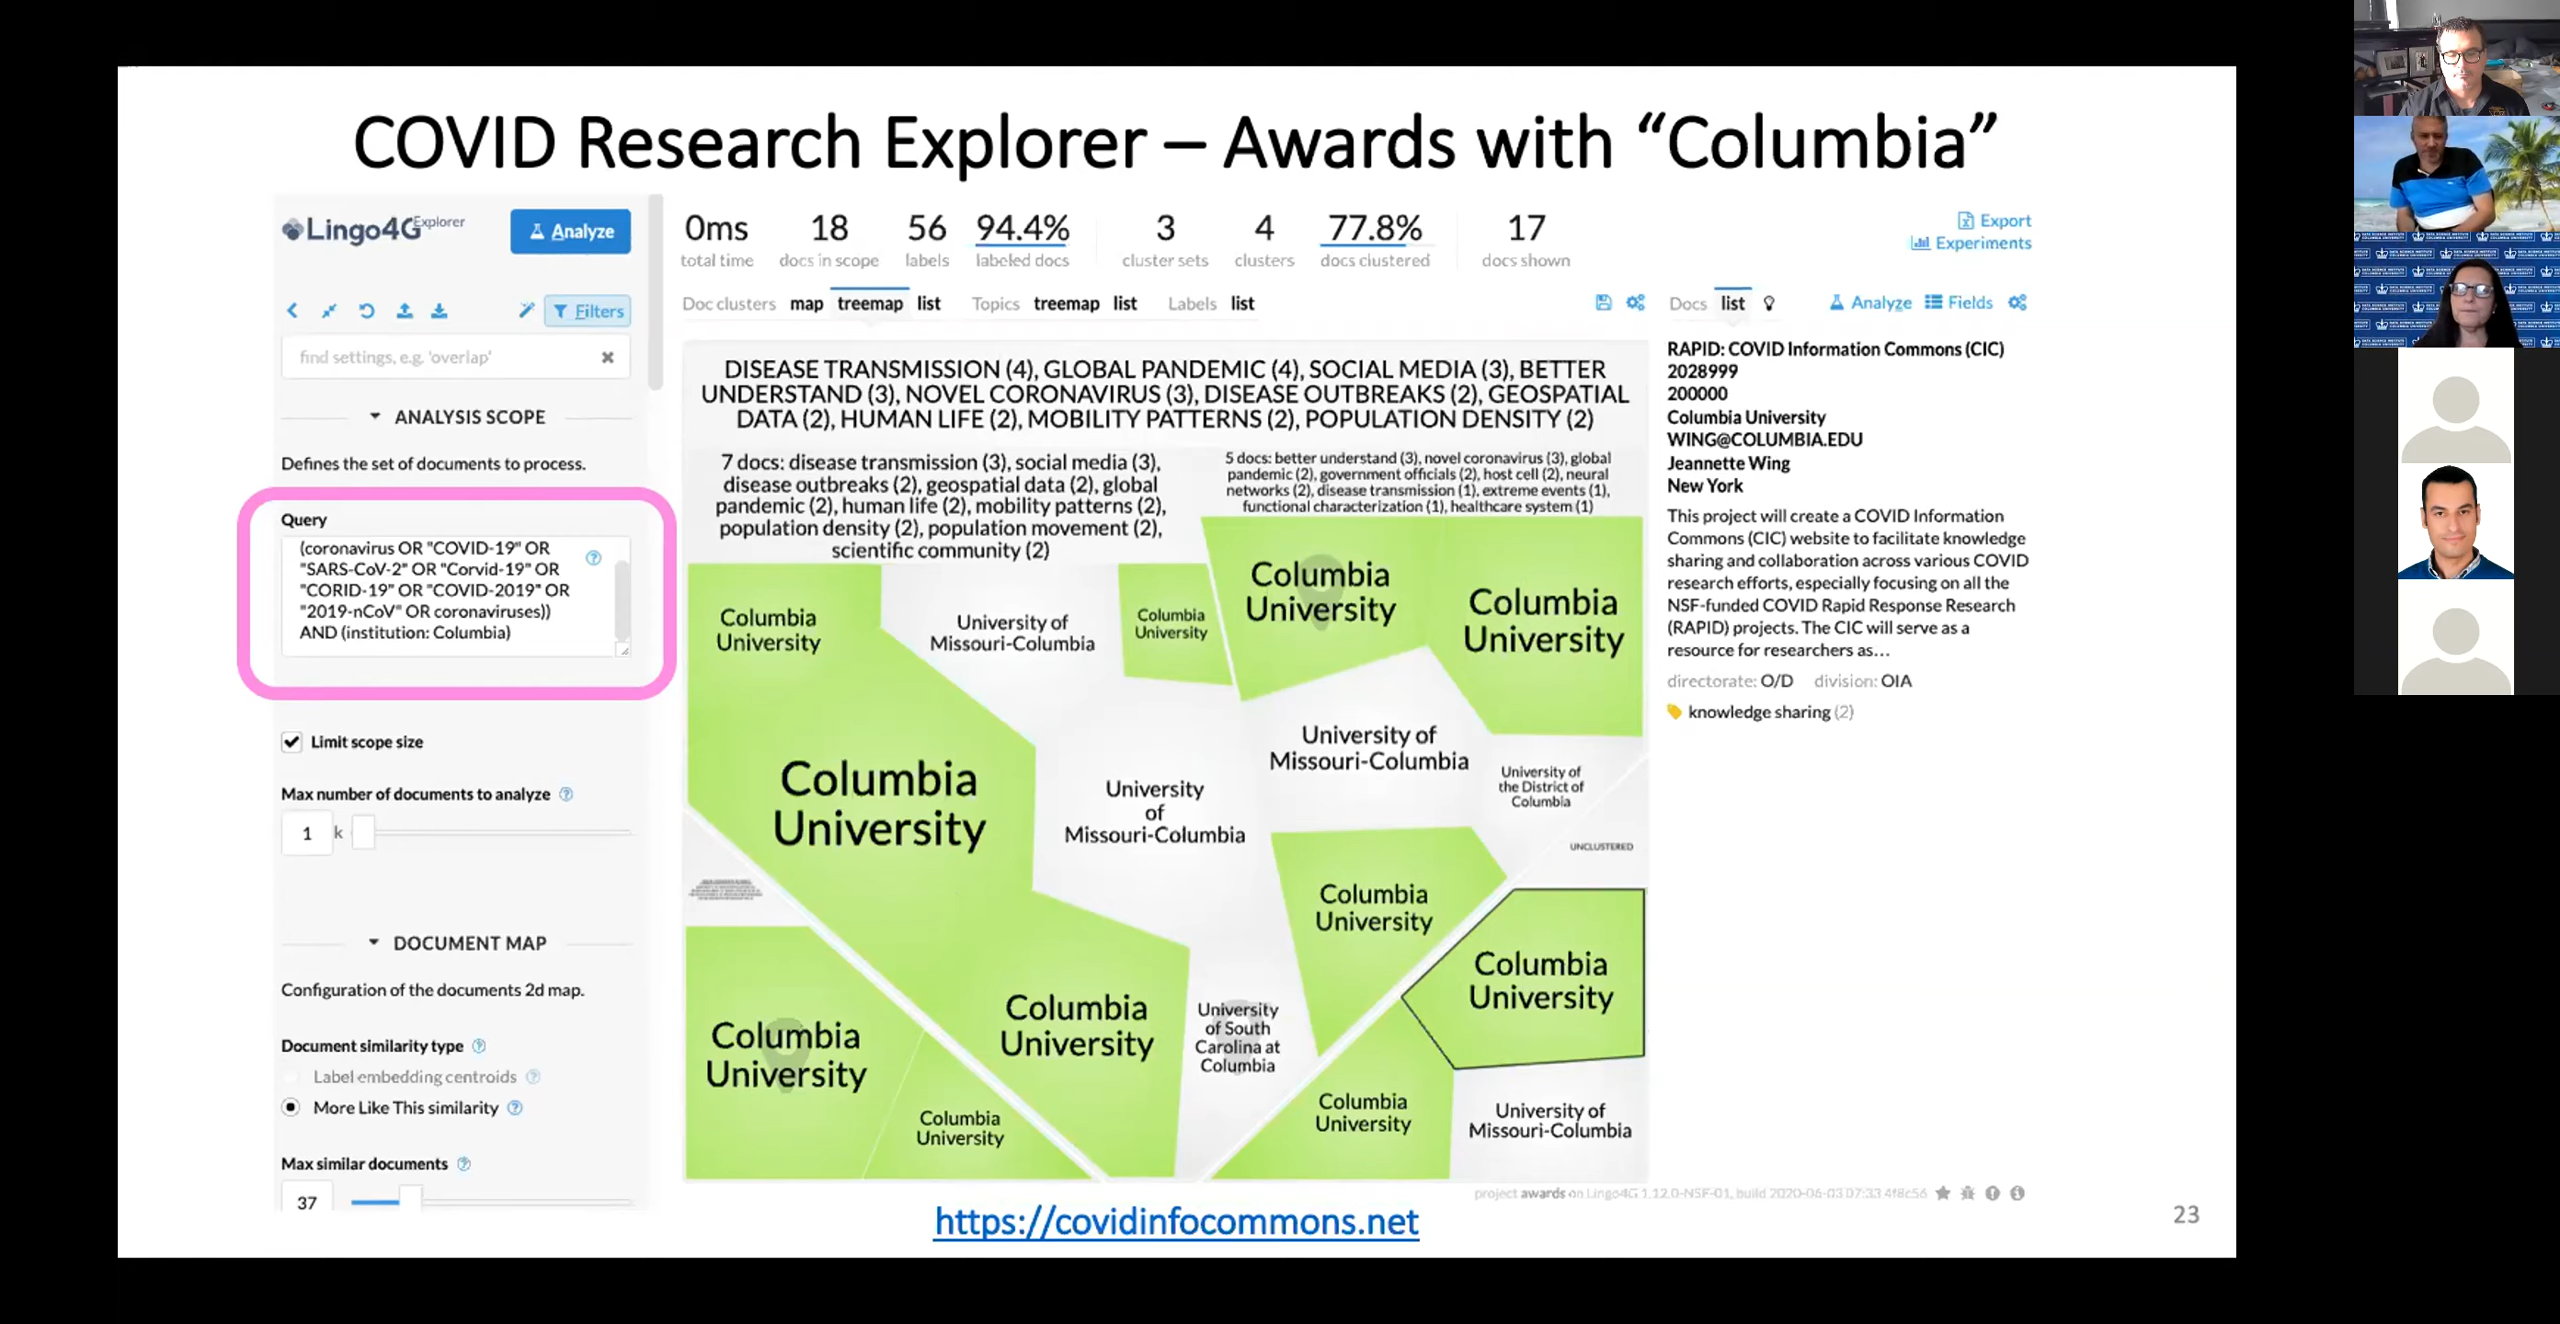 COVID Research Explorer – Awards with “Columbia”
Lingo4G Explorer
Analyze
Filters
find settings, e.g. 'overlap'
ANALYSIS SCOPE
Defines the set of documents to process.
Query
(coronavirus OR "COVID-19" OR
"SARS-CoV-2" OR "Corvid-19" OR
"CORID-19" OR "COVID-2019" OR
"2019-nCoV" OR coronaviruses))
AND (institution: Columbia)
Limit scope size
Max number of documents to analyze
1 k
DOCUMENT MAP
Configuration of the documents 2d map.
Document similarity type
Label embedding centroids
More Like This similarity
Max similar documents
37
0ms 18 56 94.4% 3 4 77.8% 17
total time docs in scope labels labeled docs cluster sets clusters docs clustered docs shown
Export
Experiments
Doc clusters map treemap list Topics treemap list Labels list
Docs list Analyze Fields
DISEASE TRANSMISSION (4), GLOBAL PANDEMIC (4), SOCIAL MEDIA (3), BETTER
UNDERSTAND (3), NOVEL CORONAVIRUS (3), DISEASE OUTBREAKS (2), GEOSPATIAL
DATA (2), HUMAN LIFE (2), MOBILITY PATTERNS (2), POPULATION DENSITY (2)
7 docs: disease transmission (3), social media (3),
disease outbreaks (2), geospatial data (2), global
pandemic (2), human life (2), mobility patterns (2),
population density (2), population movement (2),
scientific community (2)
5 docs: better understand (3), novel coronavirus (3), global
pandemic (2), government officials (2), host cell (2), neural
networks (2), disease transmission (1), extreme events (1),
functional characterization (1), healthcare system (1)
Columbia
University
University of
Missouri-Columbia
Columbia
University
Columbia
University
Columbia
University
Columbia
University
University
of
Missouri-Columbia
University of
Missouri-Columbia
University of
the District of
Columbia
UNCLUSTERED
Columbia
University
Columbia
University
Columbia
University
Columbia
University
Columbia
University
University
of South
Carolina at
Columbia
Columbia
University
University of
Missouri-Columbia
RAPID: COVID Information Commons (CIC)
2028999
200000
Columbia University
WING@COLUMBIA.EDU
Jeannette Wing
New York
This project will create a COVID Information
Commons (CIC) website to facilitate knowledge
sharing and collaboration across various COVID
research efforts, especially focusing on all the
NSF-funded COVID Rapid Response Research
(RAPID) projects. The CIC will serve as a
resource for researchers as...
directorate: O/D division: OIA
knowledge sharing (2)
project awards on Lingo4G 1.12.0-NSF-01, build 2020-06-03 07:33 4f8c56
https://covidinfocommons.net
23